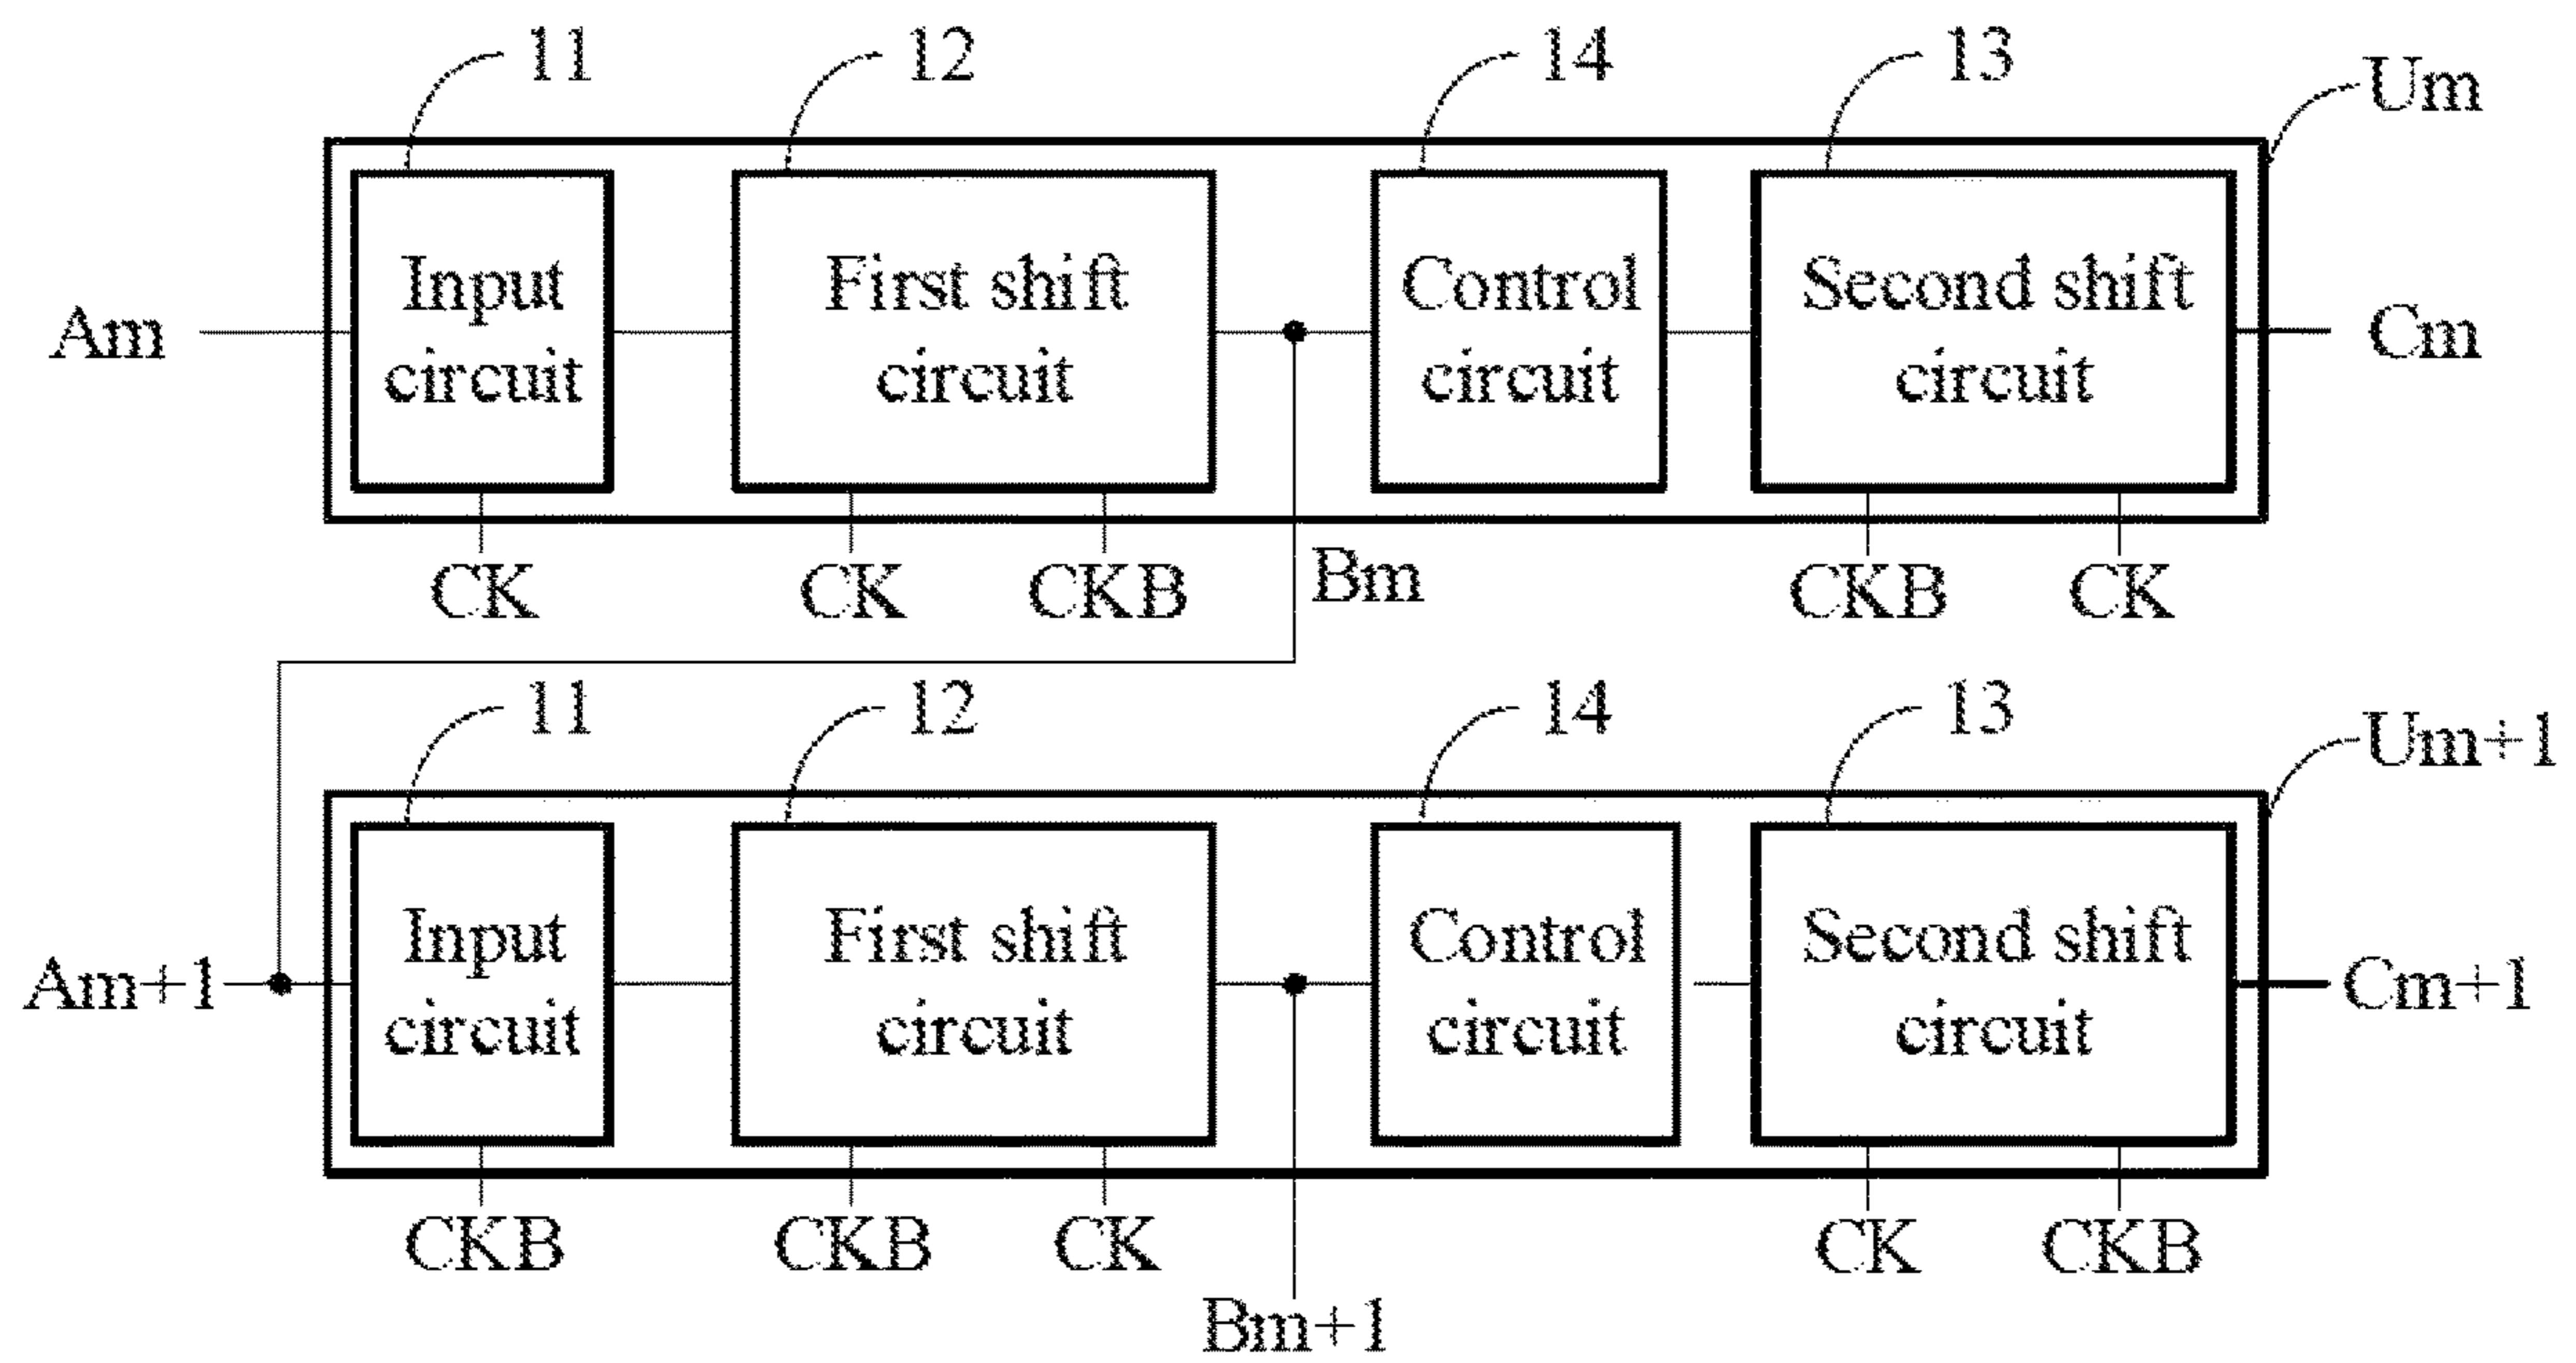 11 12 14 13 Um
Am Input circuit First shift circuit Control circuit Second shift circuit Cm
CK CK CKB Bm CKB CK
11 12 14 13 Um+1
Am+1 Input circuit First shift circuit Control circuit Second shift circuit Cm+1
CKB CKB CK CK CKB
Bm+1